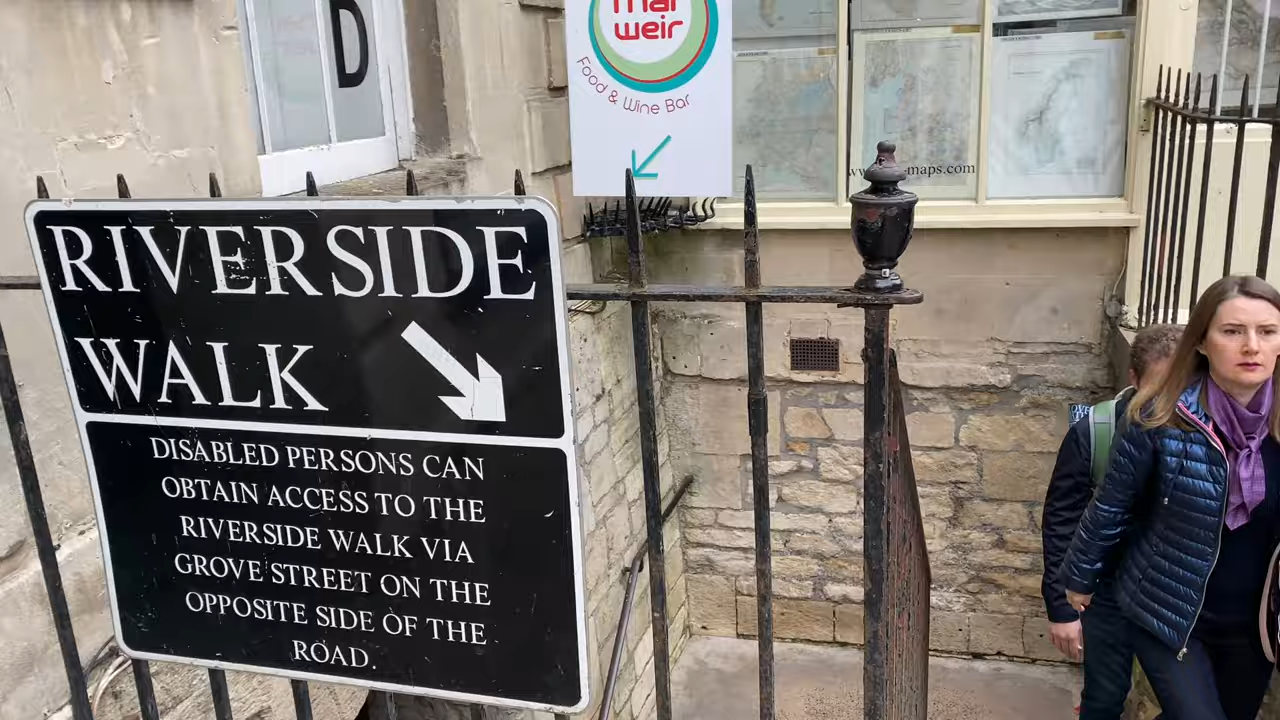 D
thai
weir
Food & Wine Bar
-maps.com
RIVERSIDE
WALK
DISABLED PERSONS CAN
OBTAIN ACCESS TO THE
RIVERSIDE WALK VIA
GROVE STREET ON THE
OPPOSITE SIDE OF THE
ROAD.